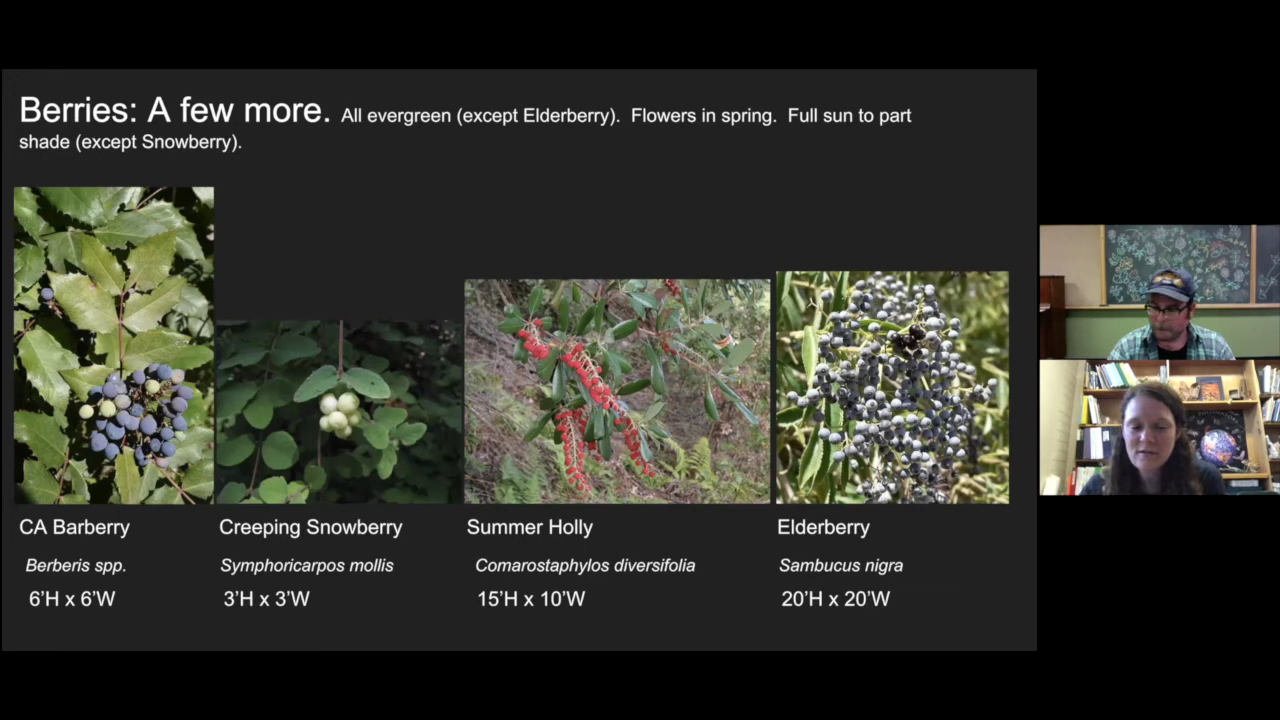 Berries: A few more. All evergreen (except Elderberry). Flowers in spring. Full sun to part
shade (except Snowberry).
CA Barberry
Berberis spp.
6’H x 6’W
Creeping Snowberry
Symphoricarpos mollis
3’H x 3’W
Summer Holly
Comarostaphylos diversifolia
15’H x 10’W
Elderberry
Sambucus nigra
20’H x 20’W